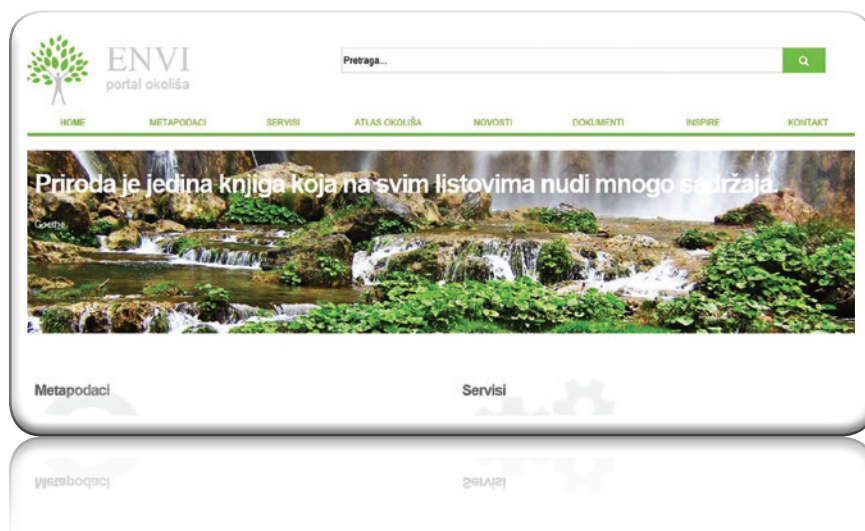 ENVI
portal okoliša
Pretraga...
HOME METAPODACI SERVISI ATLAS OKOLIŠA NOVOSTI DOKUMENTI INSPIRE KONTAKT
Priroda je jedina knjiga koja na svim listovima nudi mnogo sadržaja.
Goethe
Metapodaci Servisi